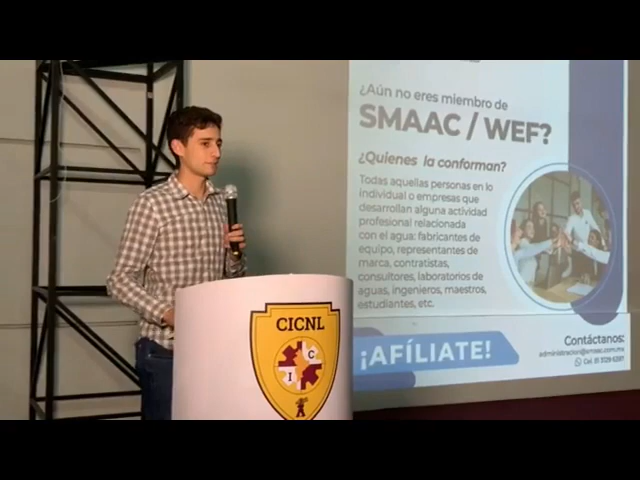 ¿Aún no eres miembro de
SMAAC / WEF?
¿Quienes la conforman?
Todas aquellas personas en lo
individual o empresas que
desarrollan alguna actividad
profesional relacionada
con el agua: fabricantes de
equipo, representantes de
marca, contratistas,
consultores, laboratorios de
aguas, ingenieros, maestros,
estudiantes, etc.
¡AFÍLIATE!
Contáctanos:
CICNL
I C
I